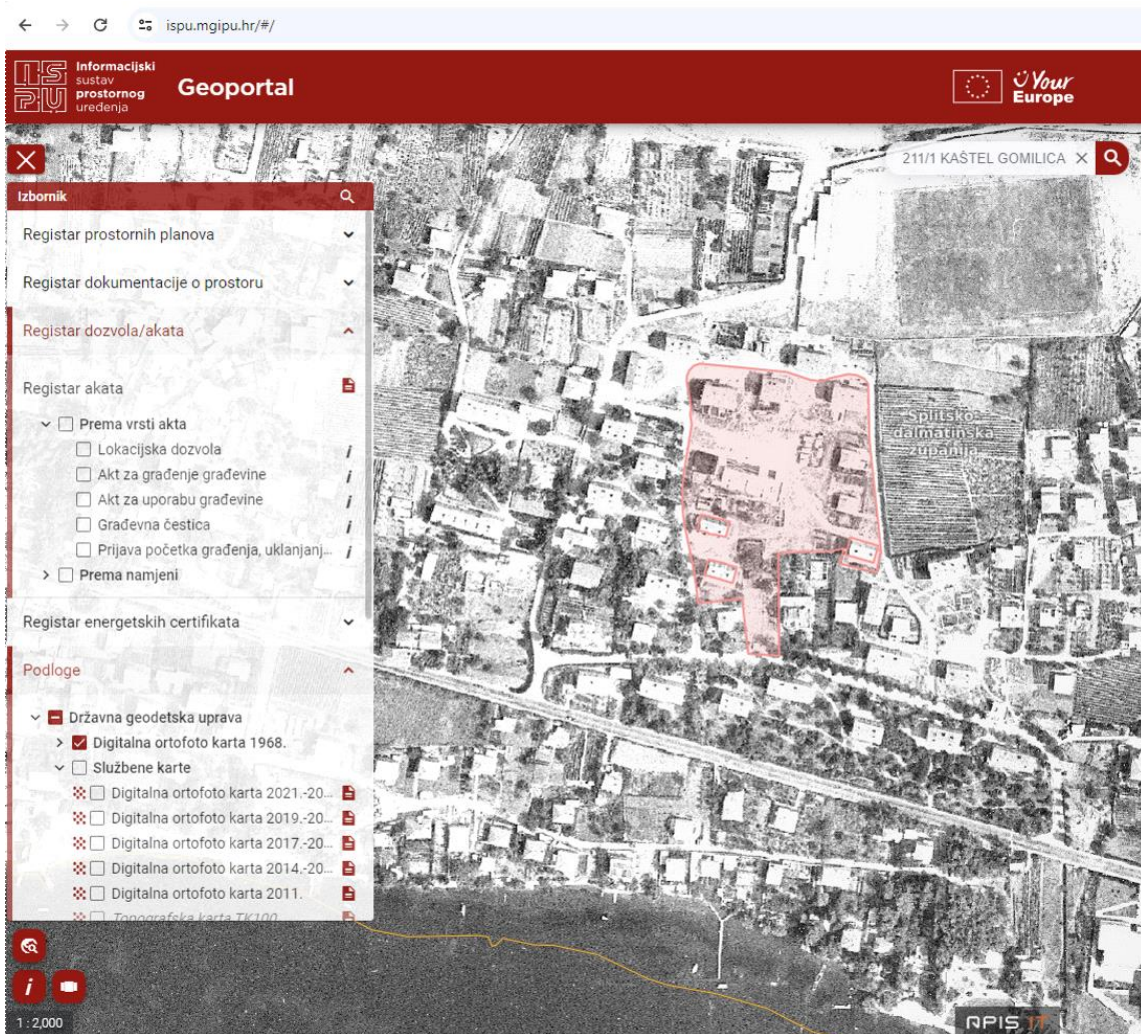 ispu.mgipu.hr/#/
ISPU
Informacijski
sustav
prostornog
uređenja
Geoportal
Your
Europe
211/1 KAŠTEL GOMILICA
Izbornik
Registar prostornih planova
Registar dokumentacije o prostoru
Registar dozvola/akata
Registar akata
Prema vrsti akta
Lokacijska dozvola
Akt za građenje građevine
Akt za uporabu građevine
Građevna čestica
Prijava početka građenja, uklanjanj...
Prema namjeni
Registar energetskih certifikata
Podloge
Državna geodetska uprava
Digitalna ortofoto karta 1968.
Službene karte
Digitalna ortofoto karta 2021.-20...
Digitalna ortofoto karta 2019.-20...
Digitalna ortofoto karta 2017.-20...
Digitalna ortofoto karta 2014.-20...
Digitalna ortofoto karta 2011.
Topografska karta TK100
Splitsko-
dalmatinska
županija
1 : 2,000
APIS IT